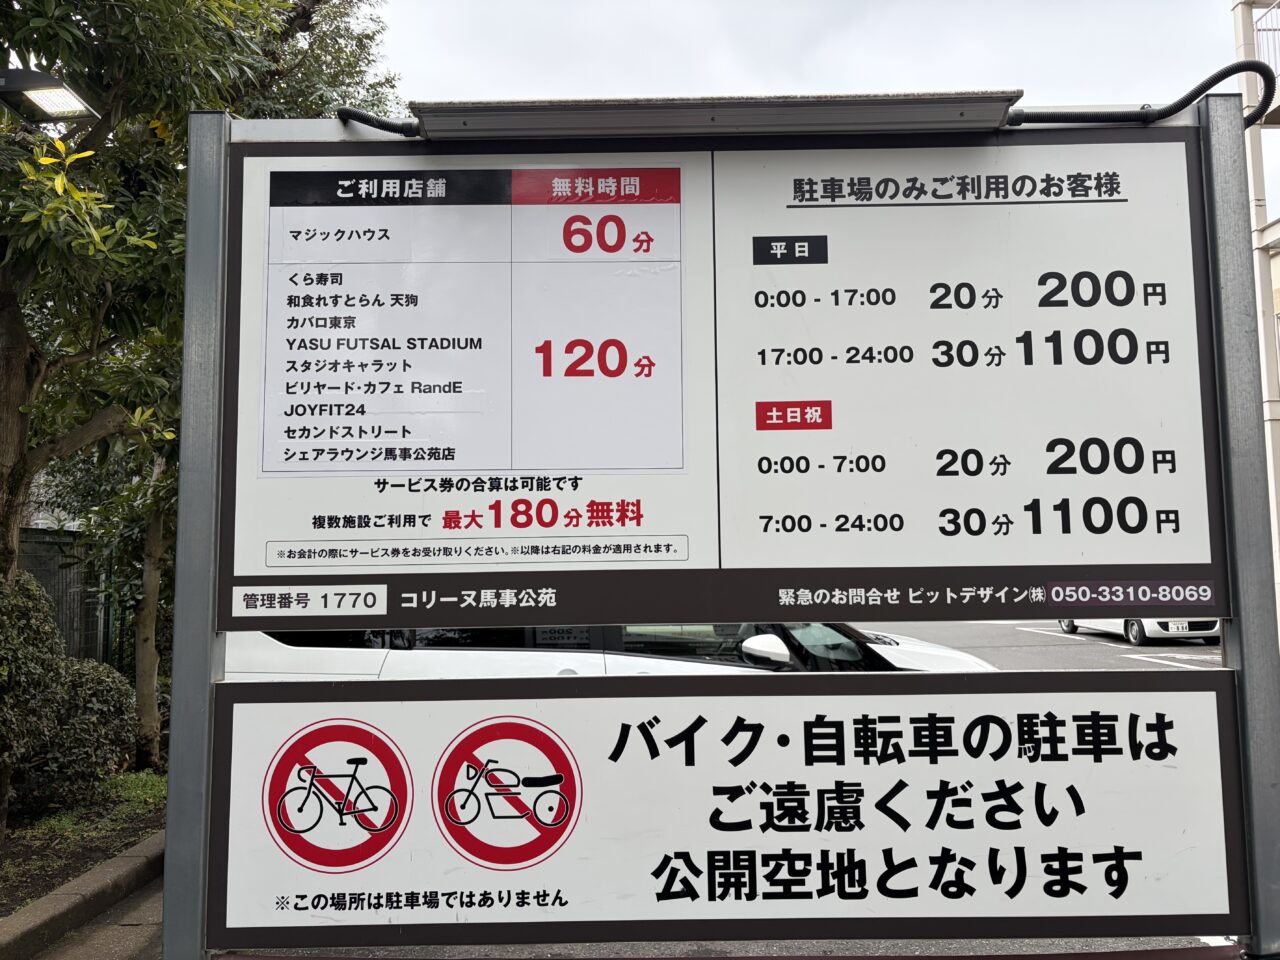 ご利用店舗 無料時間
マジックハウス 60分
くら寿司
和食れすとらん 天狗
カバロ東京
YASU FUTSAL STADIUM
スタジオキャラット
ビリヤード・カフェ RandE
JOYFIT24
セカンドストリート
シェアラウンジ馬事公苑店
120分
サービス券の合算は可能です
複数施設ご利用で 最大180分無料
※お会計の際にサービス券をお受け取りください。※以降は右記の料金が適用されます。
駐車場のみご利用のお客様
平日
0:00 - 17:00 20分 200円
17:00 - 24:00 30分 1100円
土日祝
0:00 - 7:00 20分 200円
7:00 - 24:00 30分 1100円
管理番号 1770 コリーヌ馬事公苑
緊急のお問合せ ピットデザイン㈱ 050-3310-8069
バイク・自転車の駐車は
ご遠慮ください
公開空地となります
※この場所は駐車場ではありません